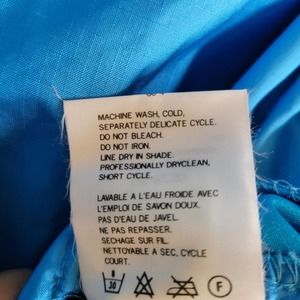 MACHINE WASH, COLD,
SEPARATELY DELICATE CYCLE.
DO NOT BLEACH.
DO NOT IRON.
LINE DRY IN SHADE.
PROFESSIONALLY DRYCLEAN,
SHORT CYCLE.
LAVABLE A L'EAU FROIDE AVEC
L'EMPLOI DE SAVON DOUX.
PAS D'EAU DE JAVEL.
NE PAS REPASSER.
SECHAGE SUR FIL.
NETTOYABLE A SEC, CYCLE
COURT.
30 F